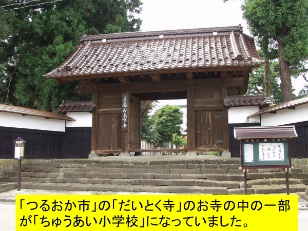 「つるおか市」の「だいとく寺」のお寺の中の一部
が「ちゅうあい小学校」になっていました。